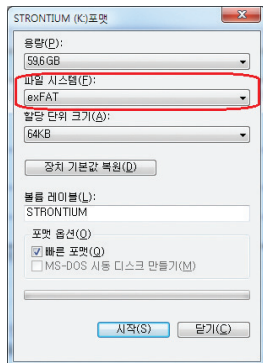 STRONTIUM (K:)포맷
용량(P):
59,6 GB
파일 시스템(F):
exFAT
할당 단위 크기(A):
64KB
장치 기본값 복원(D)
볼륨 레이블(L):
STRONTIUM
포맷 옵션(O)
빠른 포맷(Q)
MS-DOS 시동 디스크 만들기(M)
시작(S)
닫기(C)